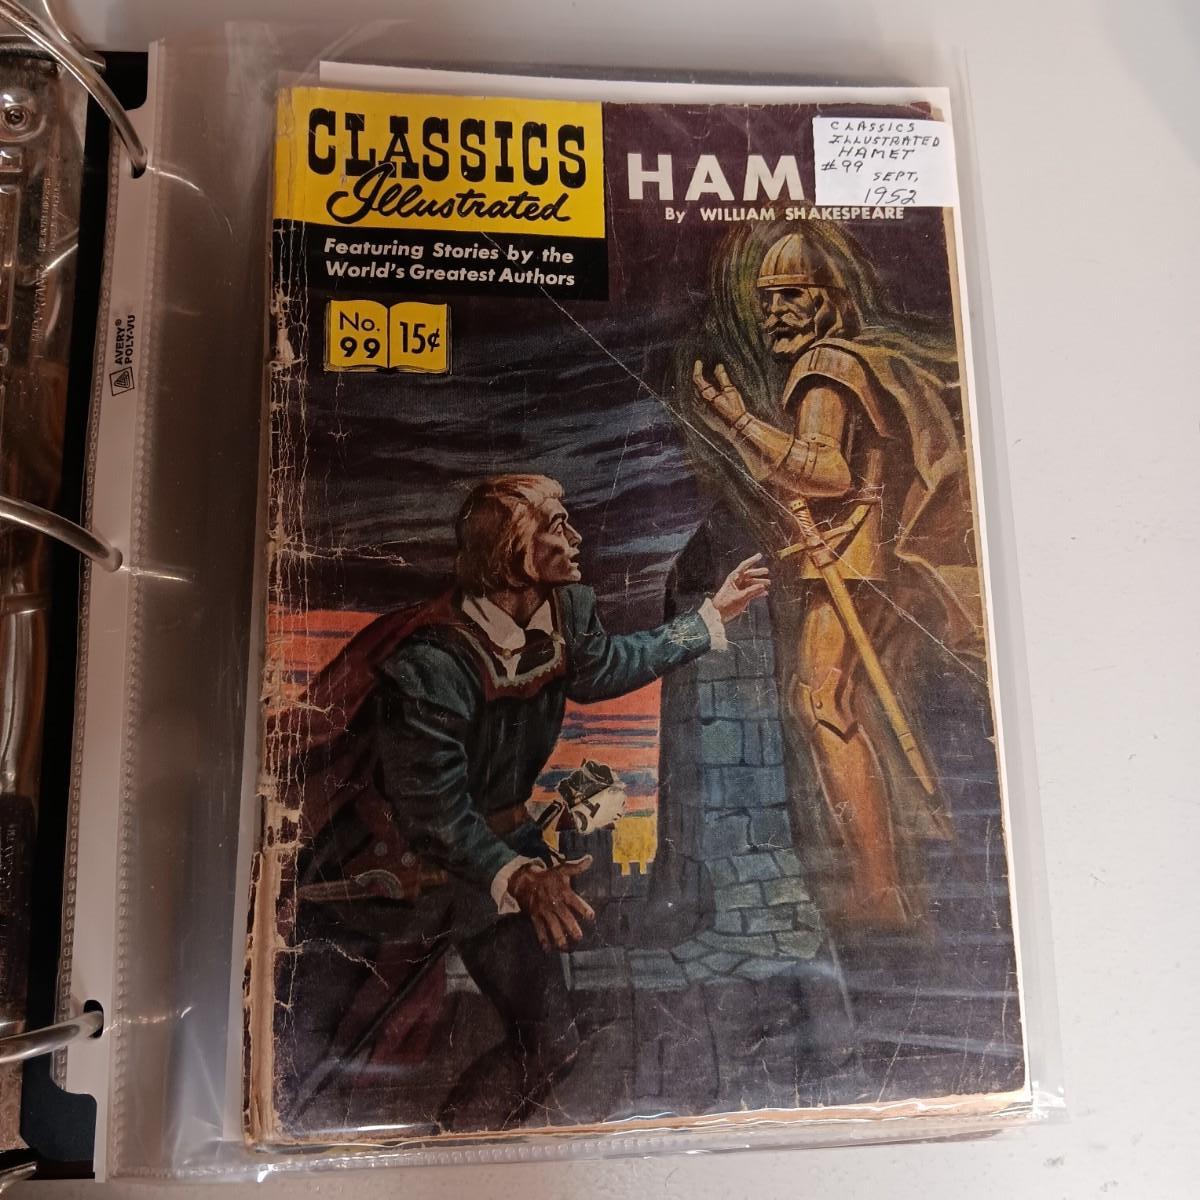 CLASSICS
Illustrated
Featuring Stories by the
World's Greatest Authors
No.
99
15¢
HAM
By WILLIAM SHAKESPEARE
CLASSICS
ILLUSTRATED
HAMET
#99
SEPT,
1952
AVERY®
POLY-VU